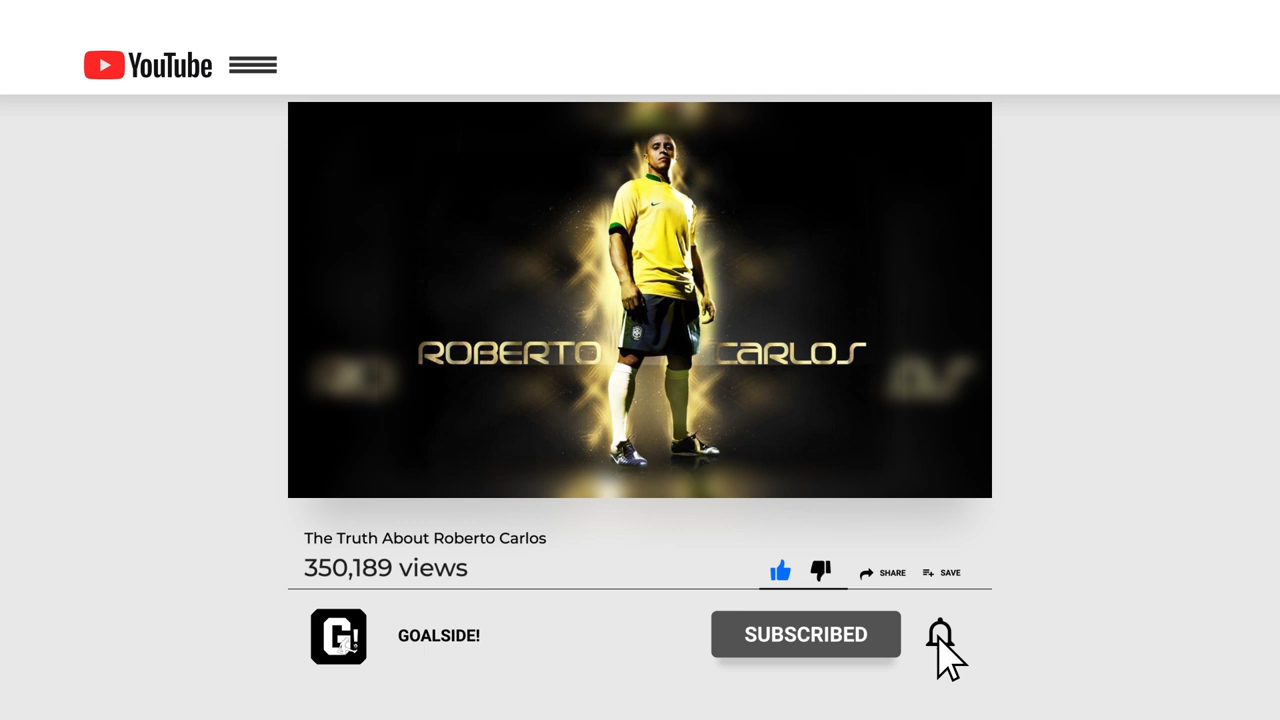 YouTube
ROBERTO CARLOS
The Truth About Roberto Carlos
350,189 views
SHARE
SAVE
G!
GOALSIDE!
SUBSCRIBED